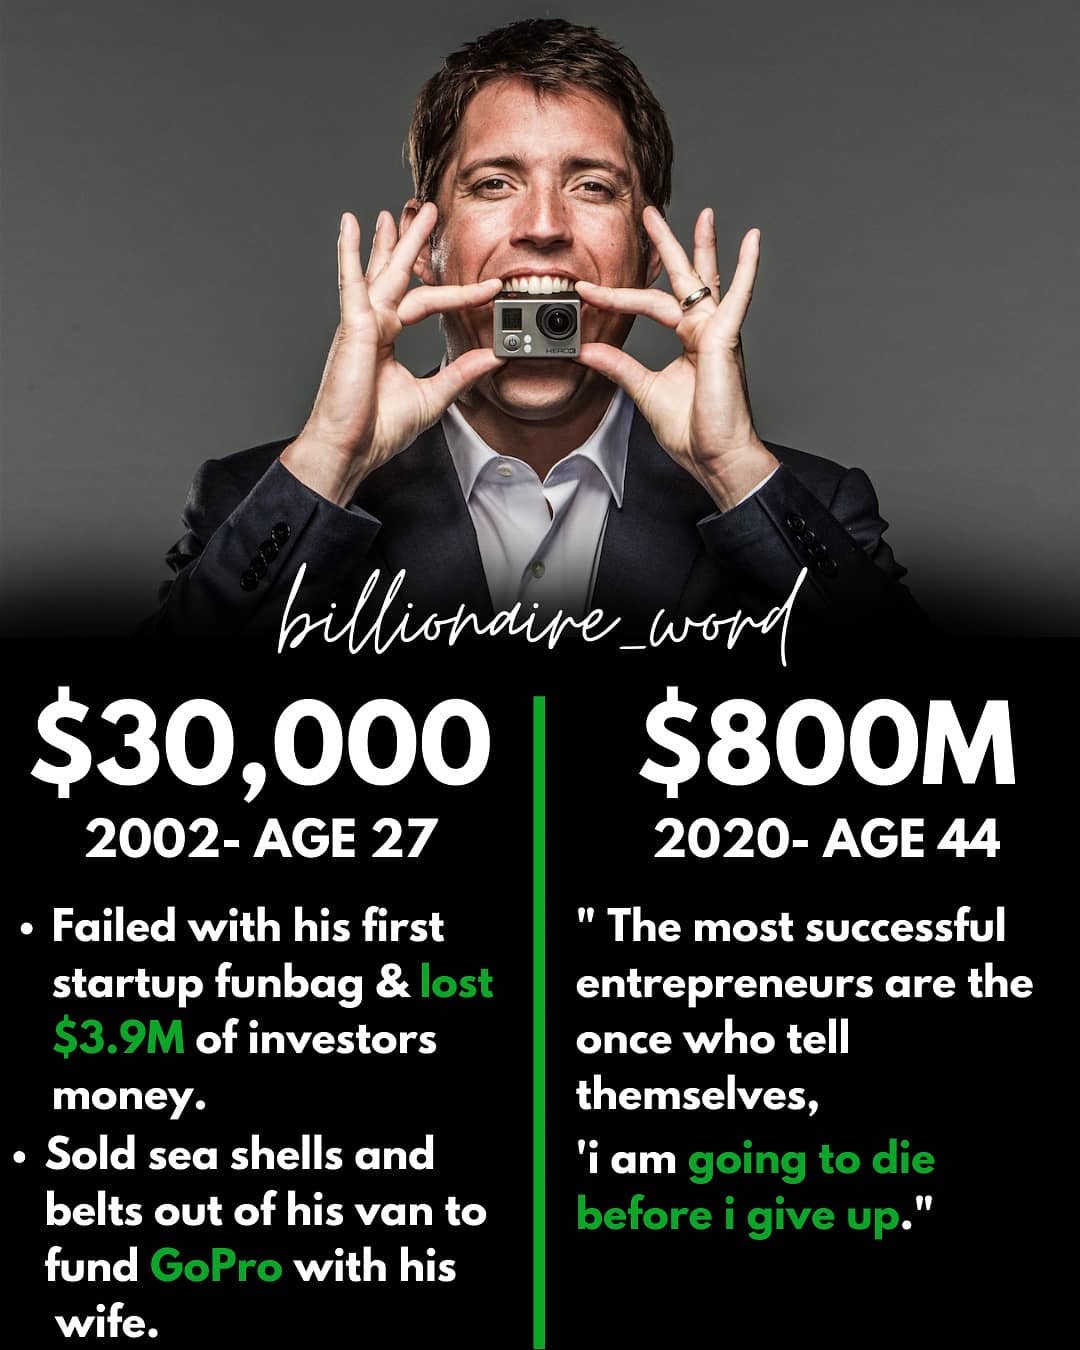 HERO3
billionaire_word
$30,000
2002- AGE 27
• Failed with his first
startup funbag & lost
$3.9M of investors
money.
• Sold sea shells and
belts out of his van to
fund GoPro with his
wife.
$800M
2020- AGE 44
" The most successful
entrepreneurs are the
once who tell
themselves,
'i am going to die
before i give up."